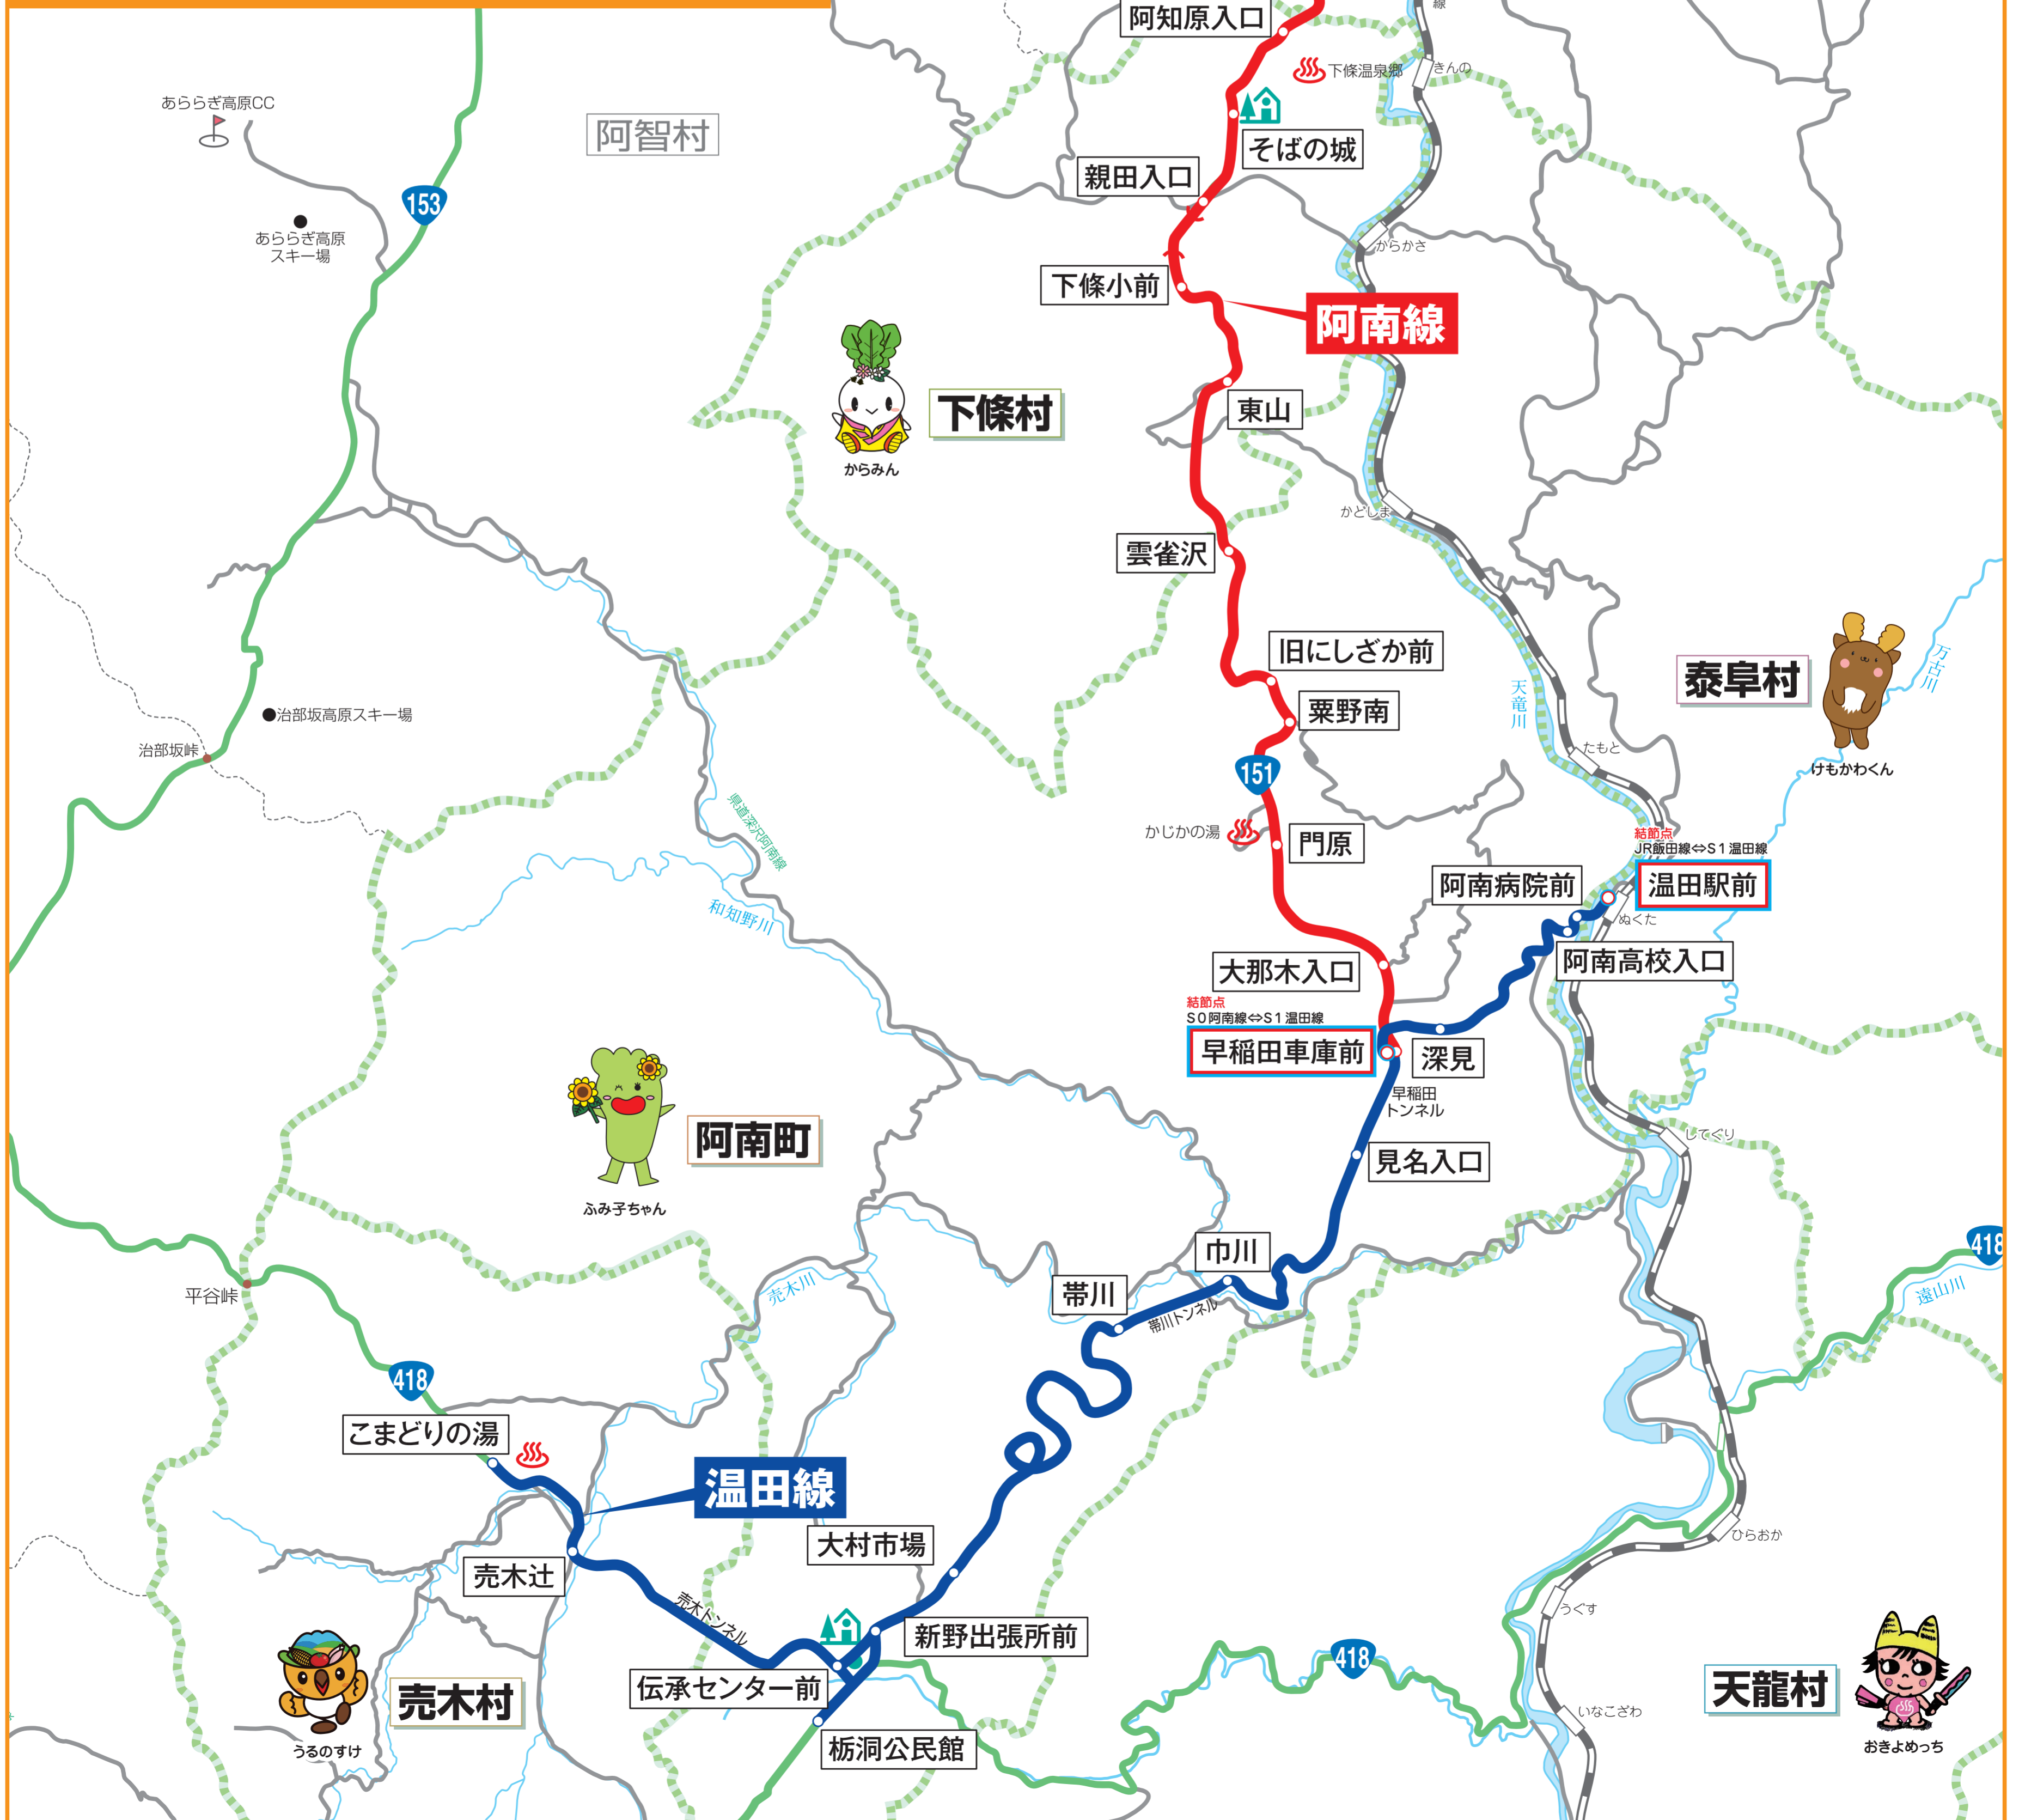 阿知原入口
線
きんの
下條温泉郷
あららぎ高原CC
阿智村
そばの城
親田入口
153
あららぎ高原
スキー場
からかさ
下條小前
阿南線
東山
下條村
からみん
かどしま
雲雀沢
旧にしざか前
粟野南
泰阜村
万古川
天竜川
治部坂高原スキー場
治部坂峠
たもと
けもかわくん
151
県道深沢阿南線
かじかの湯
門原
結節点
JR飯田線⇔S1温田線
温田駅前
阿南病院前
ぬくた
和知野川
阿南高校入口
大那木入口
結節点
S0阿南線⇔S1温田線
早稲田車庫前
深見
早稲田
トンネル
阿南町
してぐり
見名入口
ふみ子ちゃん
巾川
418
平谷峠
売木川
帯川
帯川トンネル
遠山川
418
こまどりの湯
温田線
大村市場
ひらおか
売木辻
売木トンネル
うぐす
新野出張所前
418
伝承センター前
売木村
天龍村
いなこざわ
うるのすけ
栃洞公民館
おきよめっち